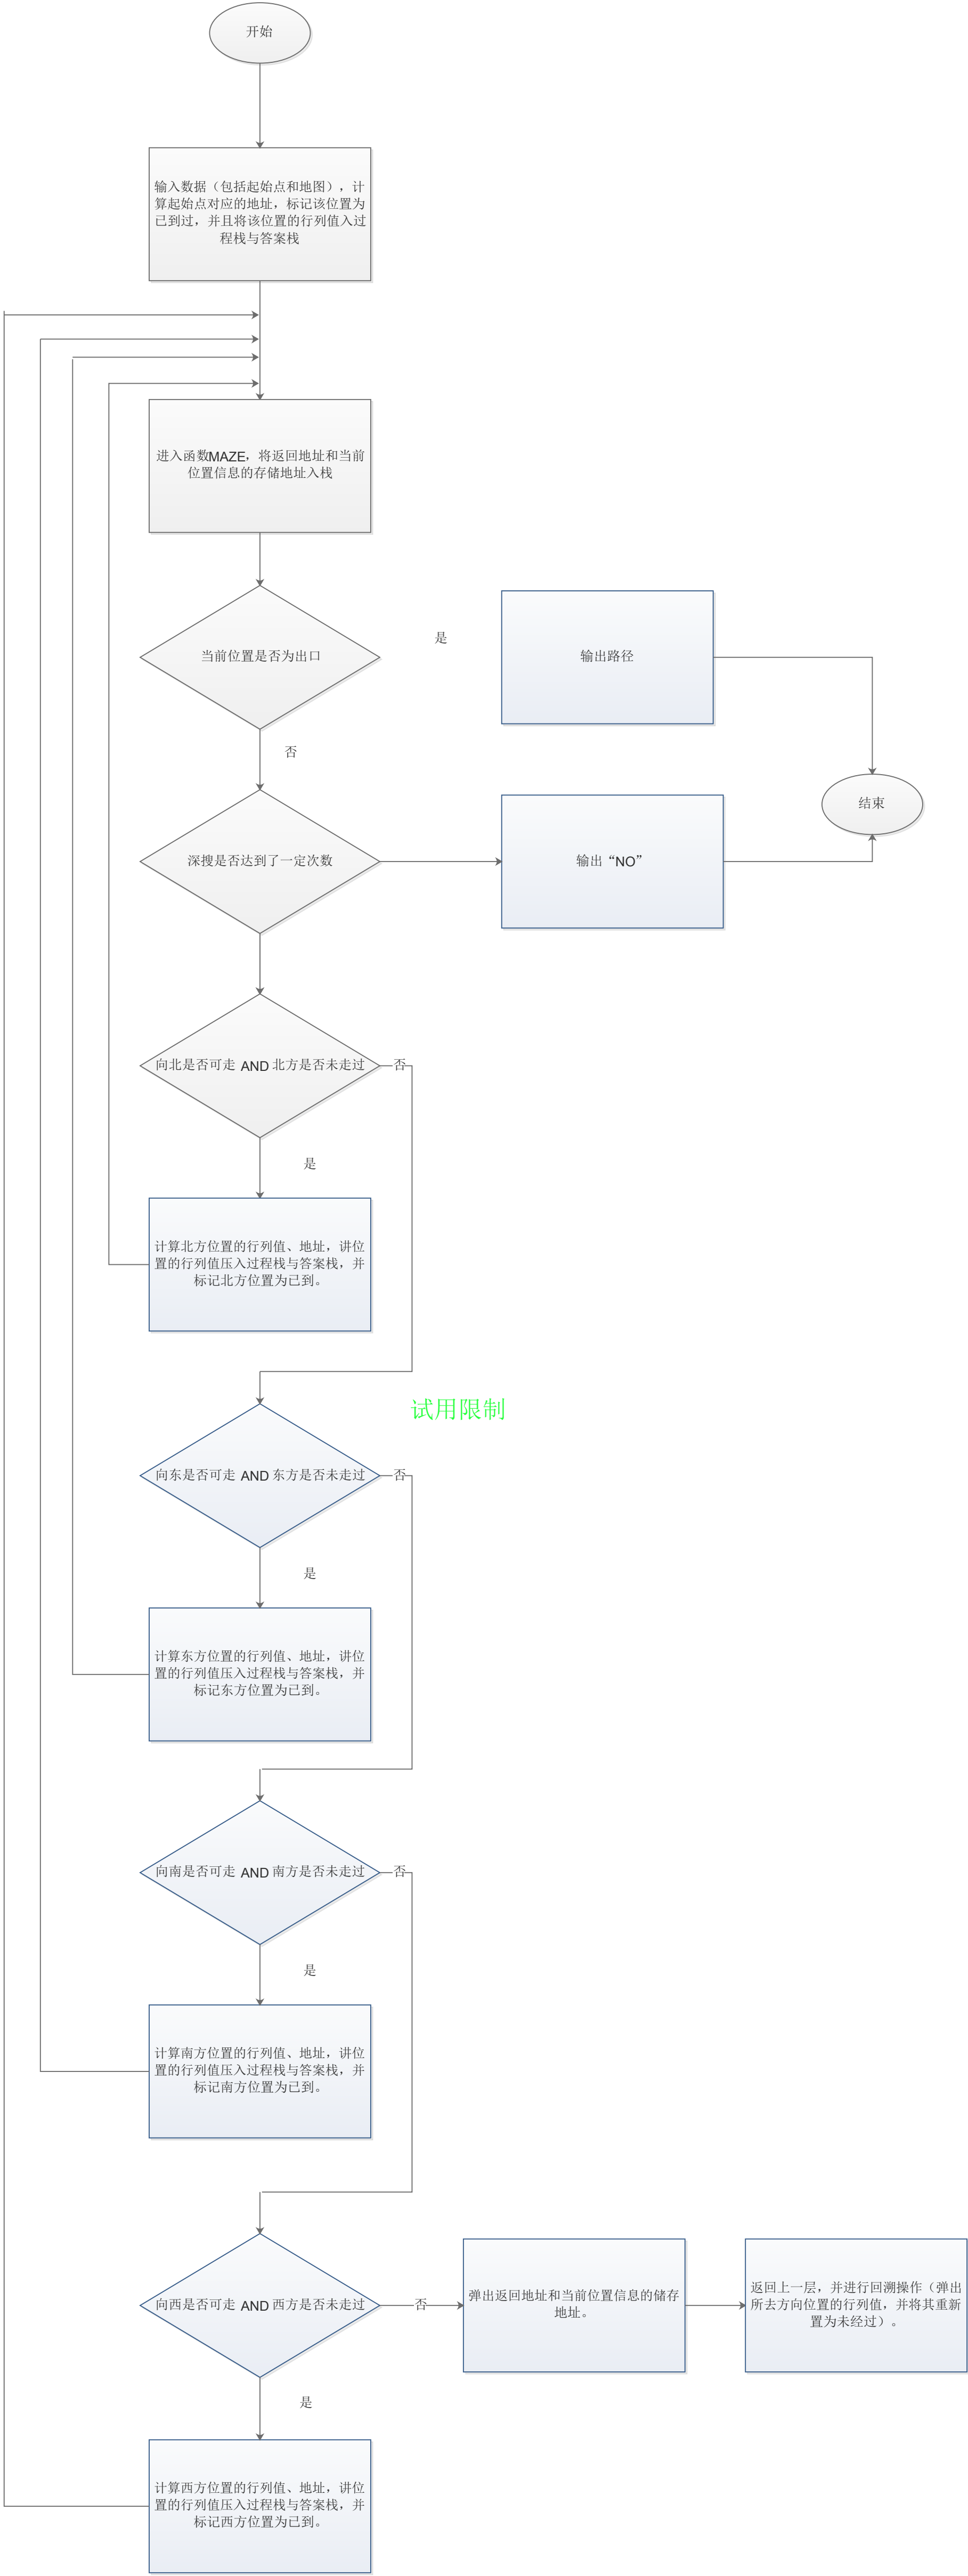 开始
输入数据（包括起始点和地图），计
算起始点对应的地址，标记该位置为
已到过，并且将该位置的行列值入过
程栈与答案栈
进入函数MAZE，将返回地址和当前
位置信息的存储地址入栈
当前位置是否为出口
是
输出路径
否
结束
深搜是否达到了一定次数
输出“NO”
向北是否可走 AND 北方是否未走过
否
是
计算北方位置的行列值、地址，讲位
置的行列值压入过程栈与答案栈，并
标记北方位置为已到。
试用限制
向东是否可走 AND 东方是否未走过
否
是
计算东方位置的行列值、地址，讲位
置的行列值压入过程栈与答案栈，并
标记东方位置为已到。
向南是否可走 AND 南方是否未走过
否
是
计算南方位置的行列值、地址，讲位
置的行列值压入过程栈与答案栈，并
标记南方位置为已到。
向西是否可走 AND 西方是否未走过
否
弹出返回地址和当前位置信息的储存
地址。
返回上一层，并进行回溯操作（弹出
所去方向位置的行列值，并将其重新
置为未经过）。
是
计算西方位置的行列值、地址，讲位
置的行列值压入过程栈与答案栈，并
标记西方位置为已到。